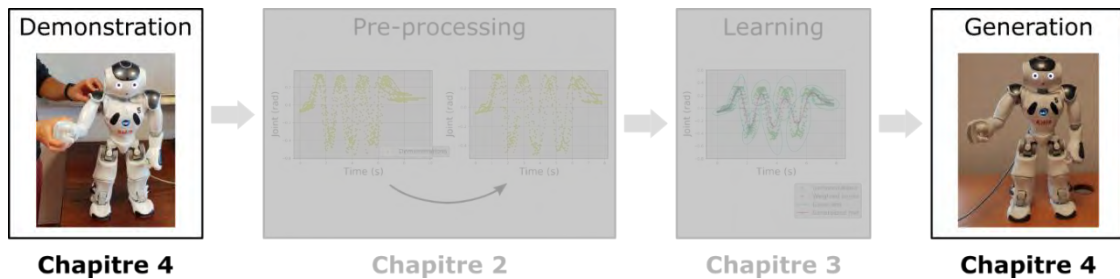 Demonstration
Pre-processing
Learning
Generation
Joint (rad)
Time (s)
Joint (rad)
Time (s)
Joint (rad)
Time (s)
Chapitre 4
Chapitre 2
Chapitre 3
Chapitre 4